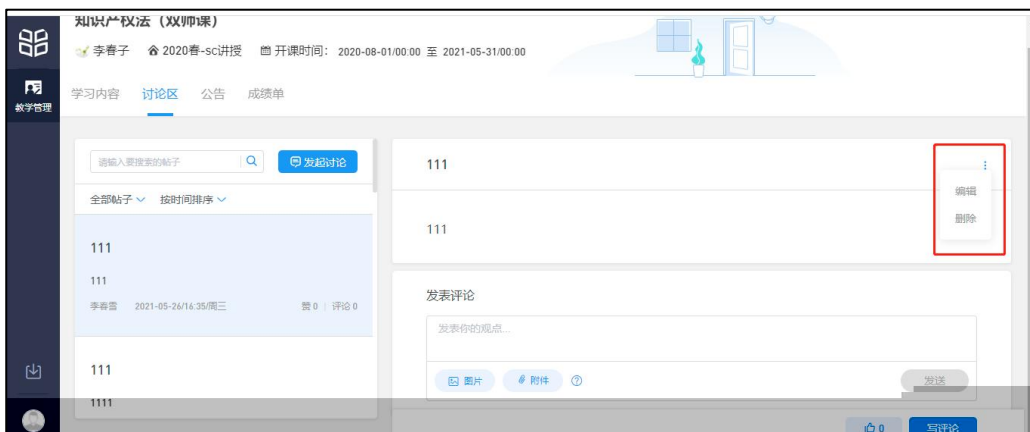 知识产权法（双师课）
李春子 2020春-sc讲授 开课时间： 2020-08-01/00:00 至 2021-05-31/00:00
教学管理
学习内容 讨论区 公告 成绩单
请输入要搜索的帖子 发起讨论
全部帖子 按时间排序
111
111
李春雪 2021-05-26/16:35/周三 赞 0 | 评论 0
111
1111
111
编辑
删除
111
发表评论
发表你的观点...
图片 附件 发送
0 写评论